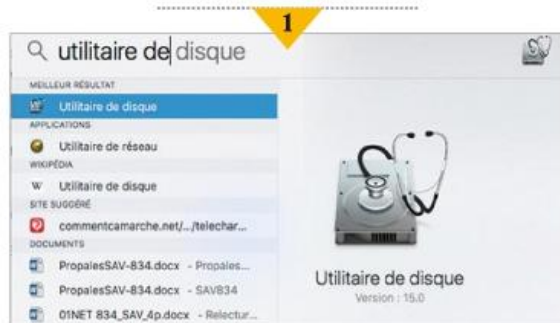 1
utilitaire de disque
MEILLEUR RÉSULTAT
Utilitaire de disque
APPLICATIONS
Utilitaire de réseau
WIKIPÉDIA
W Utilitaire de disque
SITE SUGGÉRÉ
commentcamarche.net/.../telechar...
DOCUMENTS
PropalesSAV-834.docx - Propales...
PropalesSAV-834.docx - SAV834
01NET 834_SAV_4p.docx - Relectur...
Utilitaire de disque
Version : 15.0